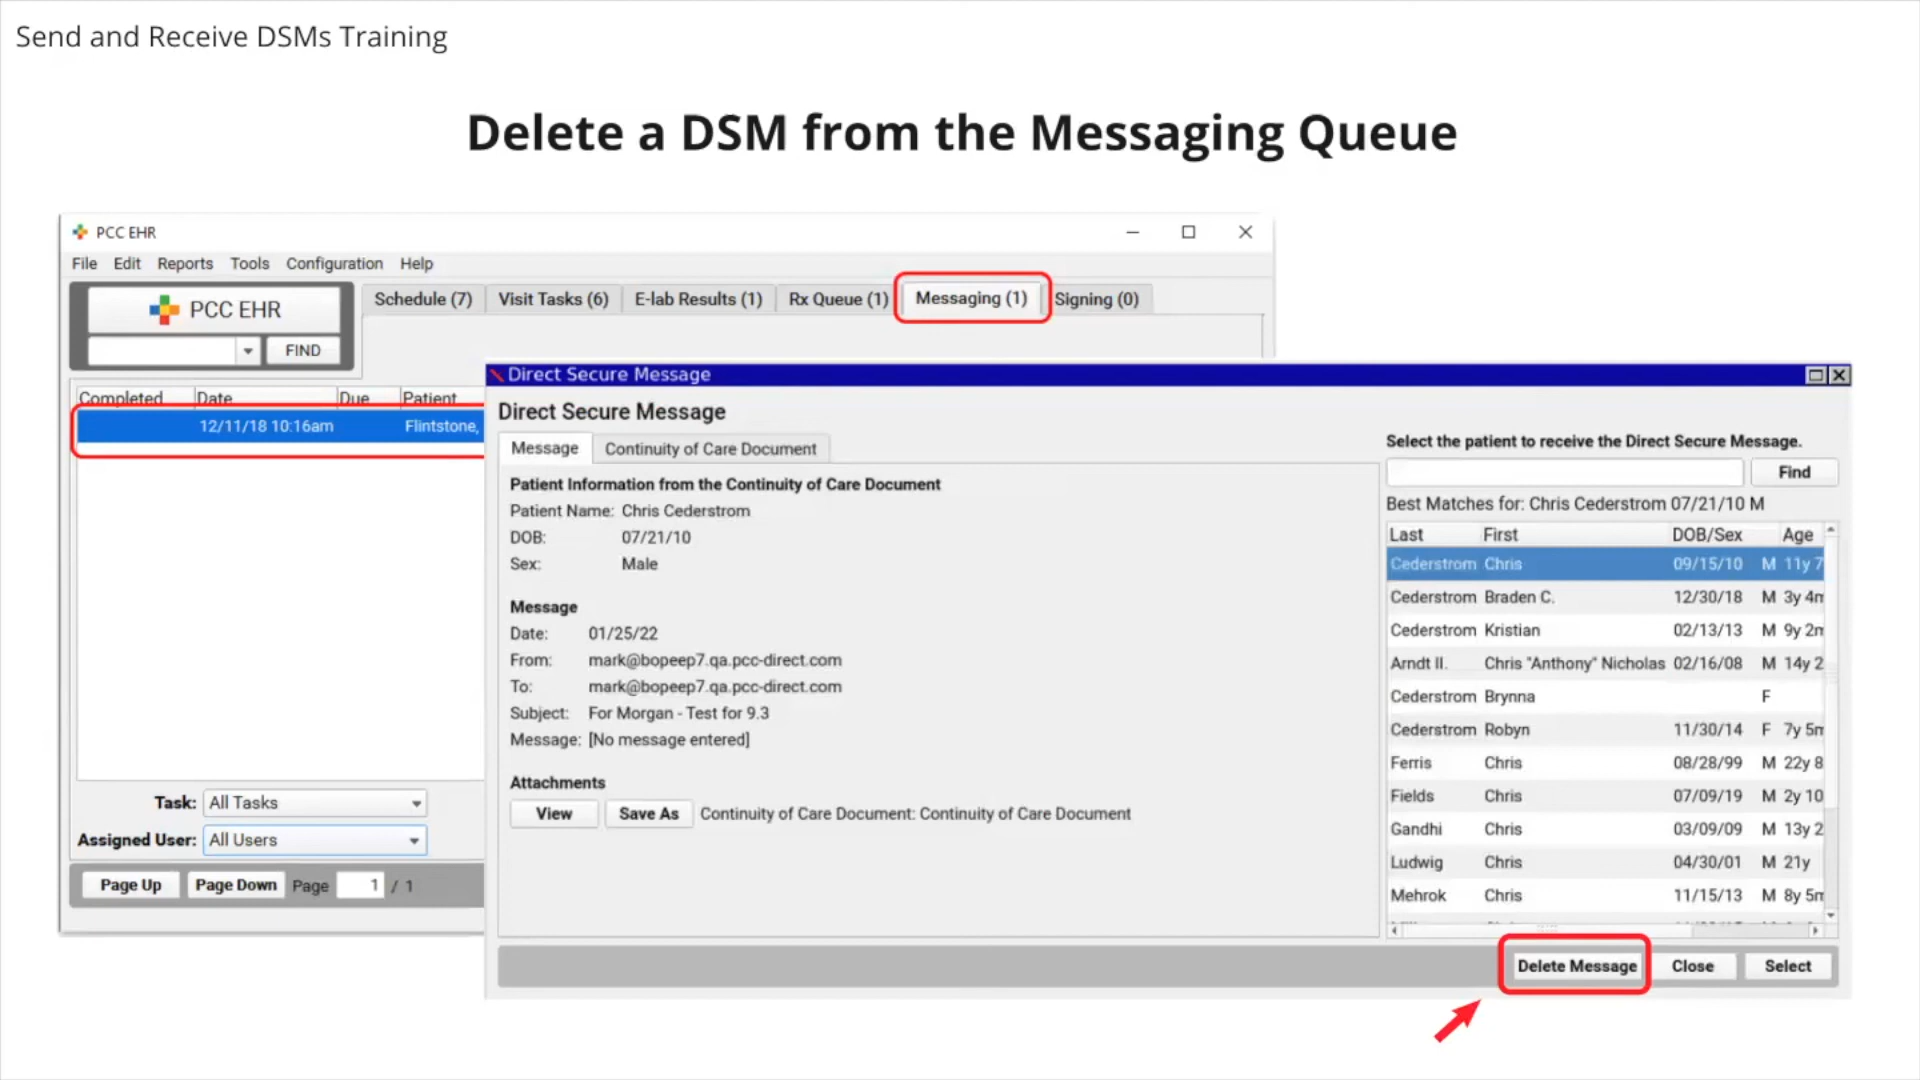 Send and Receive DSMs Training
Delete a DSM from the Messaging Queue
PCC EHR
File Edit Reports Tools Configuration Help
PCC EHR
FIND
Schedule (7) Visit Tasks (6) E-lab Results (1) Rx Queue (1) Messaging (1) Signing (0)
Completed Date Due Patient
12/11/18 10:16am Flintstone,
Task: All Tasks
Assigned User: All Users
Page Up Page Down Page 1 / 1
Direct Secure Message
Direct Secure Message
Message Continuity of Care Document
Patient Information from the Continuity of Care Document
Patient Name: Chris Cederstrom
DOB: 07/21/10
Sex: Male
Message
Date: 01/25/22
From: mark@bopeep7.qa.pcc-direct.com
To: mark@bopeep7.qa.pcc-direct.com
Subject: For Morgan - Test for 9.3
Message: [No message entered]
Attachments
View Save As Continuity of Care Document: Continuity of Care Document
Select the patient to receive the Direct Secure Message.
Find
Best Matches for: Chris Cederstrom 07/21/10 M
Last First DOB/Sex Age
Cederstrom Chris 09/15/10 M 11y 7
Cederstrom Braden C. 12/30/18 M 3y 4m
Cederstrom Kristian 02/13/13 M 9y 2m
Arndt II. Chris "Anthony" Nicholas 02/16/08 M 14y 2
Cederstrom Brynna F
Cederstrom Robyn 11/30/14 F 7y 5m
Ferris Chris 08/28/99 M 22y 8
Fields Chris 07/09/19 M 2y 10
Gandhi Chris 03/09/09 M 13y 2
Ludwig Chris 04/30/01 M 21y
Mehrok Chris 11/15/13 M 8y 5m
Delete Message Close Select